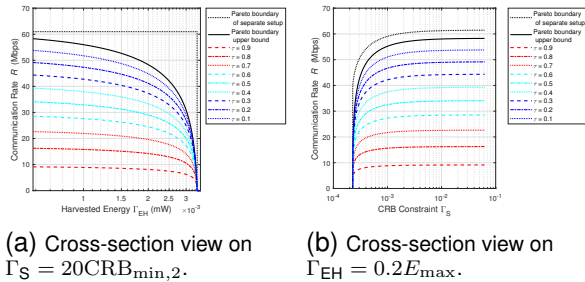 70
60
50
40
30
20
10
0
Communication Rate R (Mbps)
1
2
3
×10⁻³
Harvested Energy Γ_EH (mW)
Pareto boundary
of separate setup
Pareto boundary
upper bound
τ = 0.9
τ = 0.8
τ = 0.7
τ = 0.6
τ = 0.5
τ = 0.4
τ = 0.3
τ = 0.2
τ = 0.1
70
60
50
40
30
20
10
0
Communication Rate R (Mbps)
10⁻⁴
10⁻³
10⁻²
10⁻¹
CRB Constraint Γ_S
Pareto boundary
of separate setup
Pareto boundary
upper bound
τ = 0.9
τ = 0.8
τ = 0.7
τ = 0.6
τ = 0.5
τ = 0.4
τ = 0.3
τ = 0.2
τ = 0.1
(a) Cross-section view on
Γ_S = 20CRB_min,2.
(b) Cross-section view on
Γ_EH = 0.2E_max.